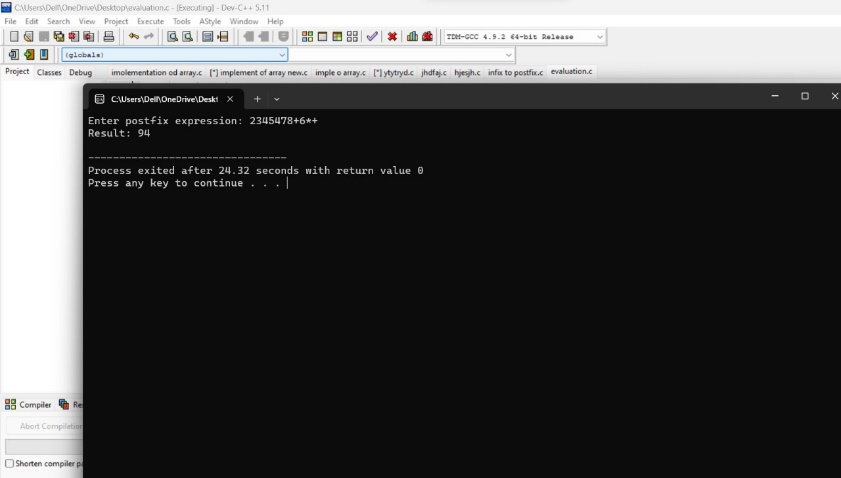 C:\Users\Dell\OneDrive\Desktop\evaluation.c - [Executing] - Dev-C++ 5.11
File Edit Search View Project Execute Tools AStyle Window Help
TDM-GCC 4.9.2 64-bit Release
(globals)
Project Classes Debug imolementation od array.c [*] implement of array new.c imple o array.c [*] ytytryd.c jhdfaj.c hjesjh.c infix to postfix.c evaluation.c
C:\Users\Dell\OneDrive\Deskt
Enter postfix expression: 2345478+6*+
Result: 94
--------------------------------
Process exited after 24.32 seconds with return value 0
Press any key to continue . . .
Compiler Re
Abort Compilation
Shorten compiler p